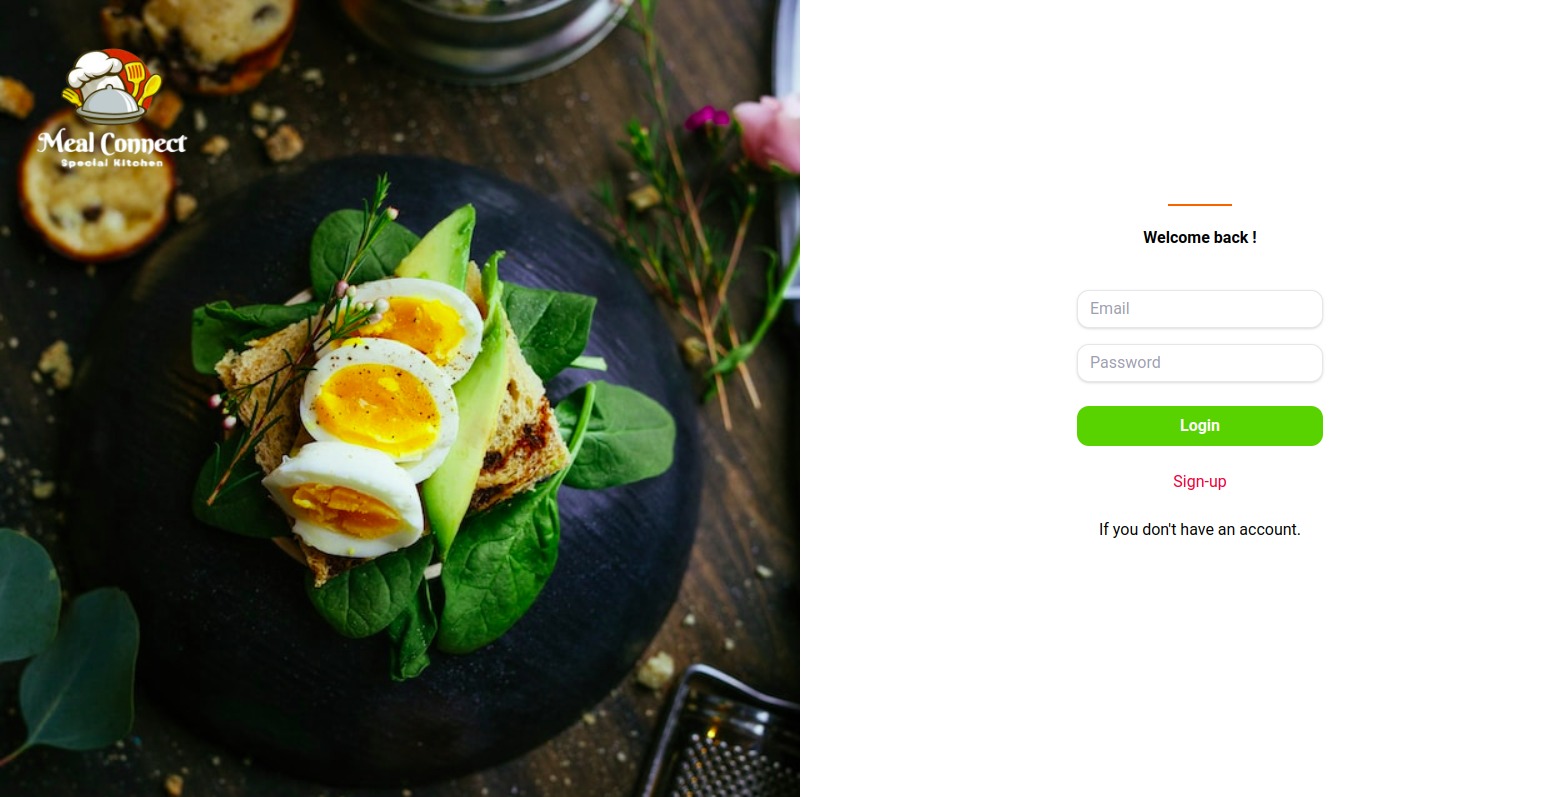 Meal Connect
Special Kitchen
Welcome back !
Email
Password
Login
Sign-up
If you don't have an account.